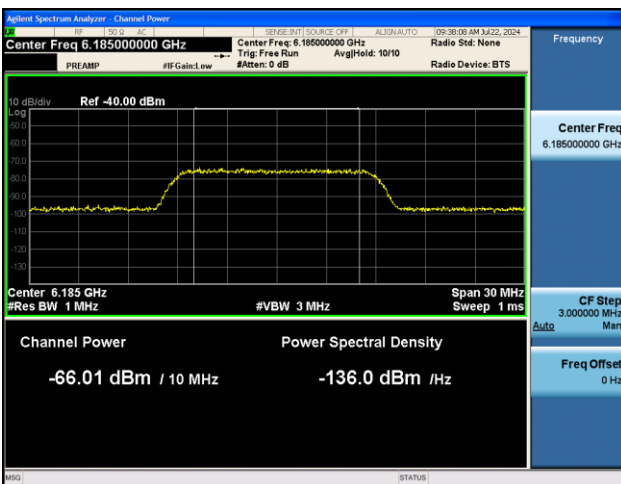 Agilent Spectrum Analyzer - Channel Power
RF 50 Ω AC SENSE:INT SOURCE OFF ALIGNAUTO 09:38:08 AM Jul 22, 2024
Center Freq 6.185000000 GHz
Center Freq: 6.185000000 GHz
Radio Std: None
Trig: Free Run Avg|Hold: 10/10
PREAMP #IFGain:Low #Atten: 0 dB Radio Device: BTS
Frequency
10 dB/div Ref -40.00 dBm
Log
-50.0
-60.0
-70.0
-80.0
-90.0
-100
-110
-120
-130
Center Freq
6.185000000 GHz
Center 6.185 GHz Span 30 MHz
#Res BW 1 MHz #VBW 3 MHz Sweep 1 ms
CF Step
3.000000 MHz
Auto Man
Channel Power Power Spectral Density
-66.01 dBm / 10 MHz -136.0 dBm /Hz
Freq Offset
0 Hz
MSG STATUS